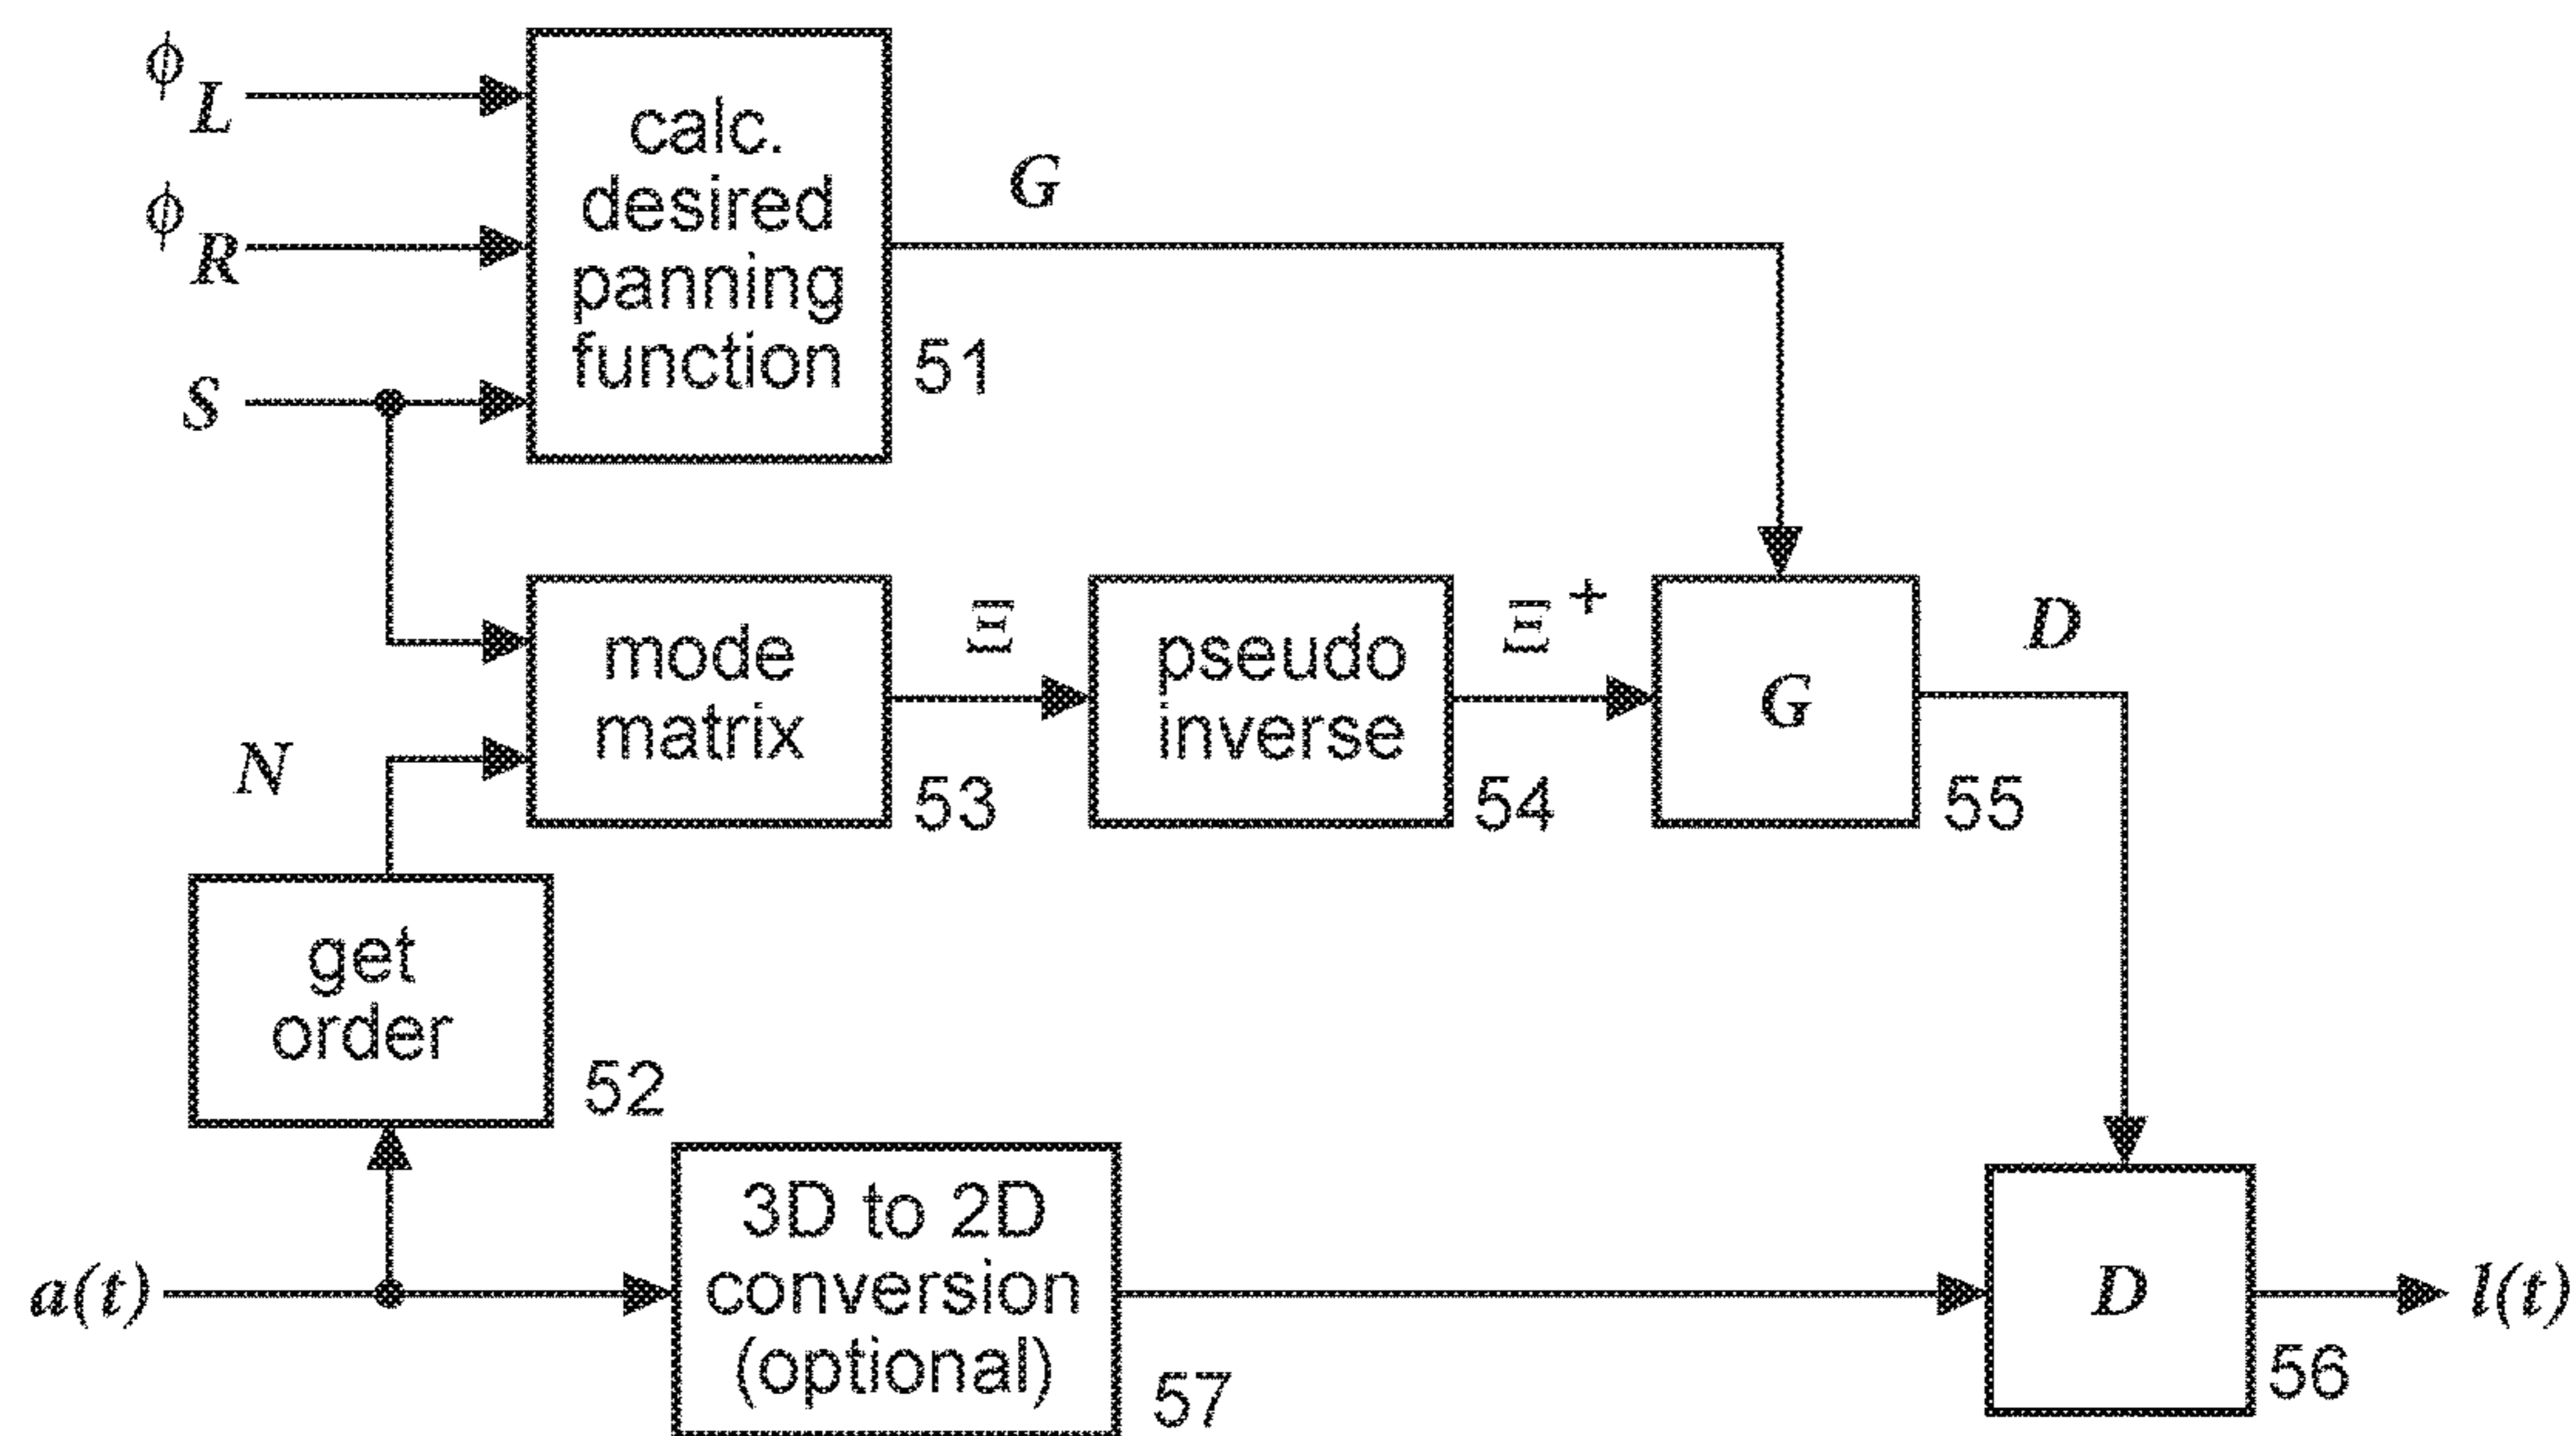 ϕL
calc.
desired
panning
function
51
G
ϕR
S
mode
matrix
53
Ξ
pseudo
inverse
54
Ξ+
G
55
D
N
get
order
52
a(t)
3D to 2D
conversion
(optional)
57
D
56
l(t)